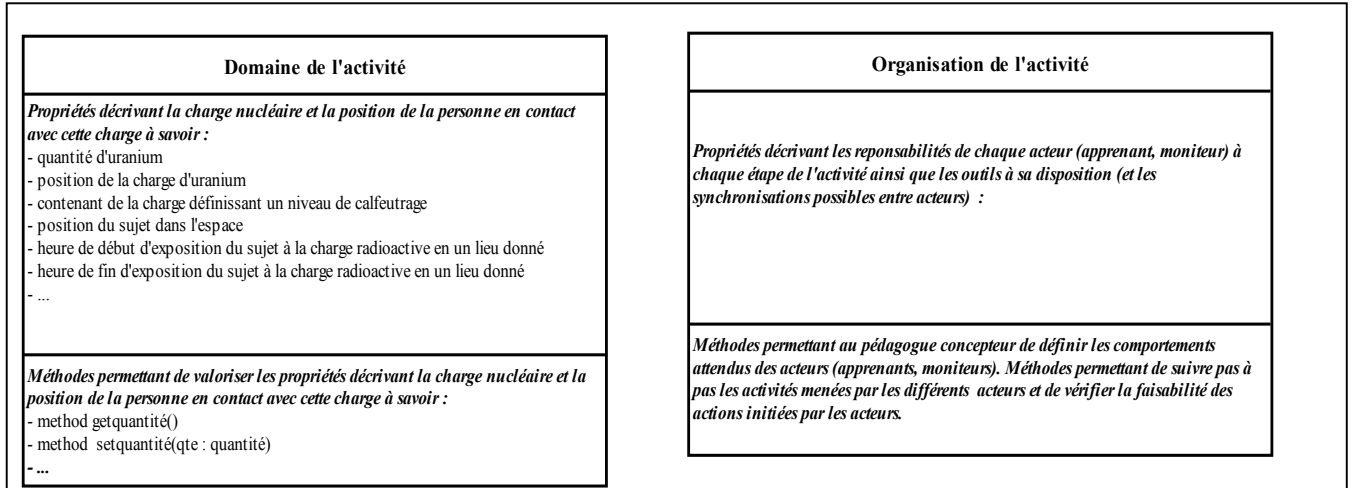 Domaine de l'activité
Propriétés décrivant la charge nucléaire et la position de la personne en contact
avec cette charge à savoir :
- quantité d'uranium
- position de la charge d'uranium
- contenant de la charge définissant un niveau de calfeutrage
- position du sujet dans l'espace
- heure de début d'exposition du sujet à la charge radioactive en un lieu donné
- heure de fin d'exposition du sujet à la charge radioactive en un lieu donné
- ...
Méthodes permettant de valoriser les propriétés décrivant la charge nucléaire et la
position de la personne en contact avec cette charge à savoir :
- method getquantité()
- method setquantité(qte : quantité)
- ...
Organisation de l'activité
Propriétés décrivant les reponsabilités de chaque acteur (apprenant, moniteur) à
chaque étape de l'activité ainsi que les outils à sa disposition (et les
synchronisations possibles entre acteurs) :
Méthodes permettant au pédagogue concepteur de définir les comportements
attendus des acteurs (apprenants, moniteurs). Méthodes permettant de suivre pas à
pas les activités menées par les différents acteurs et de vérifier la faisabilité des
actions initiées par les acteurs.